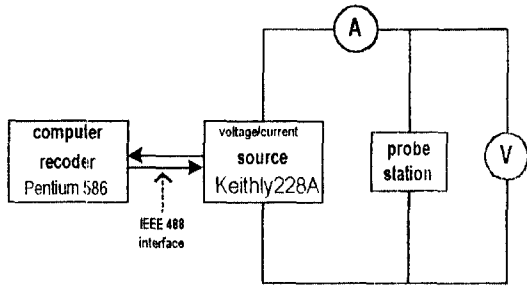 computer
recoder
Pentium 586
IEEE 488
interface
voltage/current
source
Keithly228A
A
probe
station
V